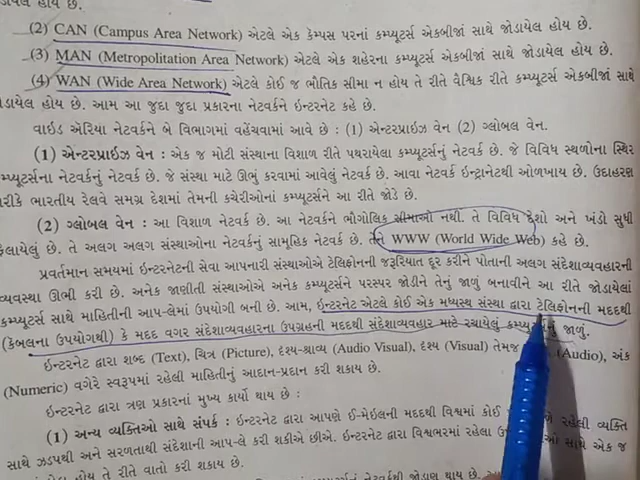 હોય છે.
(2) CAN (Campus Area Network) એટલે એક કેમ્પસ પરનાં કમ્પ્યૂટર્સ એકબીજાં સાથે જોડાયેલ હોય છે.
(3) MAN (Metropolitation Area Network) એટલે એક શહેરના કમ્પ્યૂટર્સ એકબીજાં સાથે જોડાયેલ હોય છે.
(4) WAN (Wide Area Network) એટલે કોઈ જ ભૌતિક સીમા ન હોય તે રીતે વૈશ્વિક રીતે કમ્પ્યૂટર્સ એકબીજાં સાથે
હોય છે. આમ આ જુદા જુદા પ્રકારના નેટવર્કને ઇન્ટરનેટ કહે છે.
વાઇડ એરિયા નેટવર્કને બે વિભાગમાં વહેંચવામાં આવે છે : (1) એન્ટરપ્રાઇઝ વેન (2) ગ્લોબલ વેન.
(1) એન્ટરપ્રાઇઝ વેન : એક જ મોટી સંસ્થાના વિશાળ રીતે પથરાયેલા કમ્પ્યૂટર્સનું નેટવર્ક છે. જે વિવિધ સ્થળોના સ્થિર
કમ્પ્યૂટર્સના નેટવર્કનું નેટવર્ક છે. જે સંસ્થા માટે ઊભું કરવામાં આવેલું નેટવર્ક છે. આવા નેટવર્ક ઇન્ટ્રાનેટથી ઓળખાય છે. ઉદાહરણ
તરીકે ભારતીય રેલવે સમગ્ર દેશમાં તેમની કચેરીઓનાં કમ્પ્યૂટર્સને આ રીતે જોડે છે.
(2) ગ્લોબલ વેન : આ વિશાળ નેટવર્ક છે. આ નેટવર્કને ભૌગોલિક સીમાઓ નથી. તે વિવિધ દેશો અને ખંડો સુધી
ફેલાયેલું છે. તે અલગ અલગ સંસ્થાઓના નેટવર્કનું સામૂહિક નેટવર્ક છે. તેને WWW (World Wide Web) કહે છે.
પ્રવર્તમાન સમયમાં ઇન્ટરનેટની સેવા આપનારી સંસ્થાઓએ ટેલિફોનની જરૂરિયાત દૂર કરીને પોતાની અલગ સંદેશાવ્યવહારની
વ્યવસ્થા ઊભી કરી છે. અનેક જાણીતી સંસ્થાઓએ અનેક કમ્પ્યૂટર્સને પરસ્પર જોડીને તેનું જાળું બનાવીને આ રીતે જોડાયેલાં
કમ્પ્યૂટર્સ સાથે માહિતીની આપ-લેમાં ઉપયોગી બની છે. આમ, ઇન્ટરનેટ એટલે કોઈ એક મધ્યસ્થ સંસ્થા દ્વારા ટેલિફોનની મદદથી
(કેબલના ઉપયોગથી) કે મદદ વગર સંદેશાવ્યવહારના ઉપગ્રહની મદદથી સંદેશાવ્યવહાર માટે રચાયેલું કમ્પ્યૂટરનું જાળું.
ઇન્ટરનેટ દ્વારા શબ્દ (Text), ચિત્ર (Picture), દૃશ્ય-શ્રાવ્ય (Audio Visual), દૃશ્ય (Visual) તેમજ (Audio), અંક
(Numeric) વગેરે સ્વરૂપમાં રહેલી માહિતીનું આદાન-પ્રદાન કરી શકાય છે.
ઇન્ટરનેટ દ્વારા ત્રણ પ્રકારનાં મુખ્ય કાર્યો થાય છે :
(1) અન્ય વ્યક્તિઓ સાથે સંપર્ક : ઇન્ટરનેટ દ્વારા આપણે ઈ-મેઇલની મદદથી વિશ્વમાં કોઈ રહેલી વ્યક્તિ
સાથે ઝડપથી અને સરળતાથી સંદેશાની આપ-લે કરી શકીએ છીએ. ઇન્ટરનેટ દ્વારા વિશ્વભરમાં રહેલા સાથે એક જ
હોય તે રીતે વાતો કરી શકાય છે.